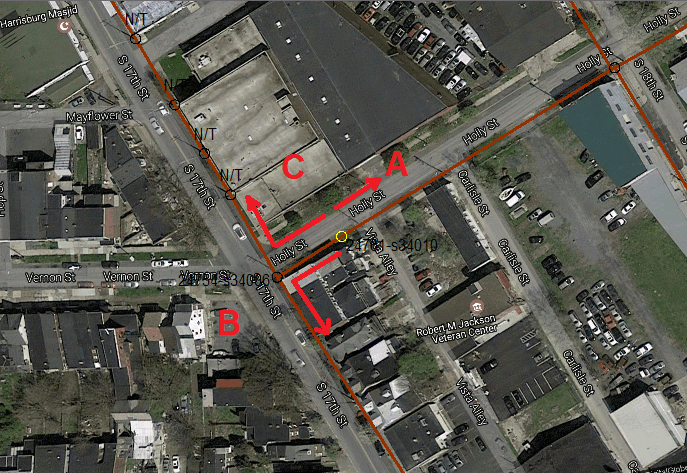 Harrisburg Masjid
N/T
Holly St
S 17th St
Holly St
S 18th St
N/T
Mayflower St
N/T
Holly St
C
A
N/T
S 17th St
Carlisle St
Holly St
Holly St
Vista Alley
Carlisle St
Vernon St
Vernon St
Vernon St
S 17th St
B
Robert M. Jackson
Veteran Center
Carlisle St
Vista Alley
S 17th St